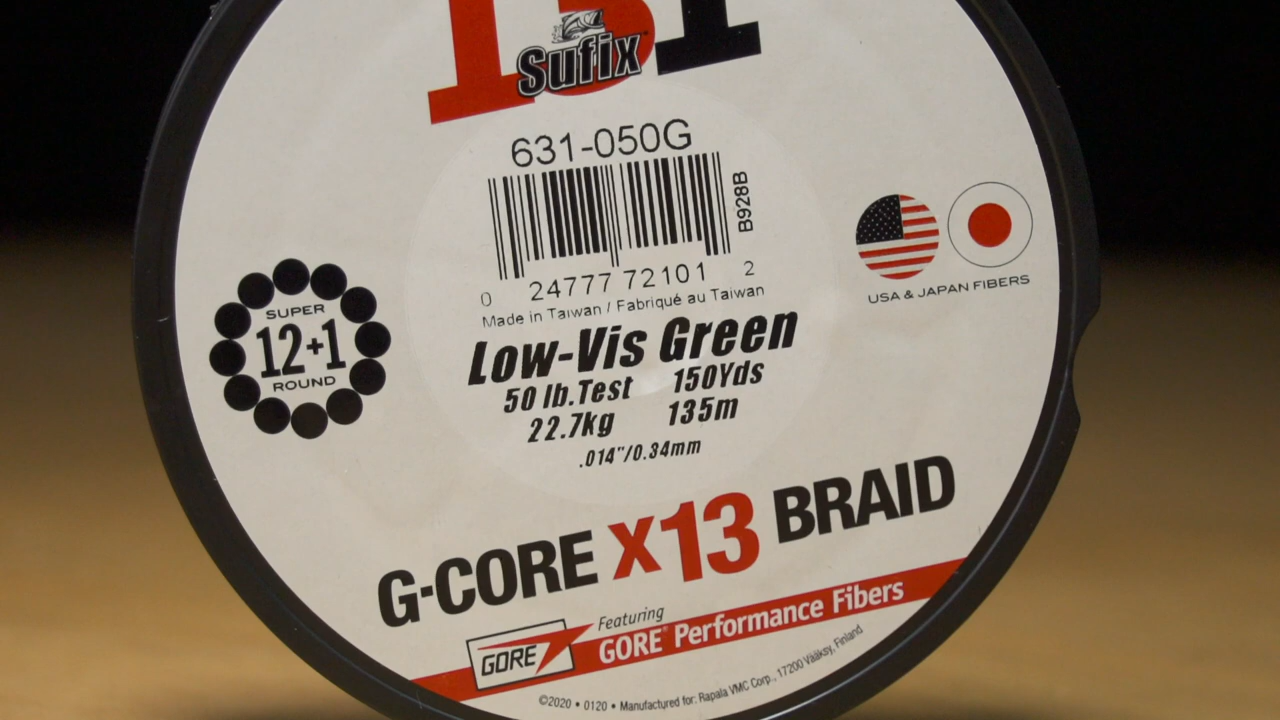 131
Sufix
631-050G
B928B
0 24777 72101 2
Made in Taiwan / Fabriqué au Taiwan
USA & JAPAN FIBERS
SUPER
12+1
ROUND
Low-Vis Green
50 lb.Test 150Yds
22.7kg 135m
.014"/0.34mm
G-CORE X13 BRAID
GORE
Featuring
GORE® Performance Fibers
©2020 • 0120 • Manufactured for: Rapala VMC Corp., 17200 Vääksy, Finland